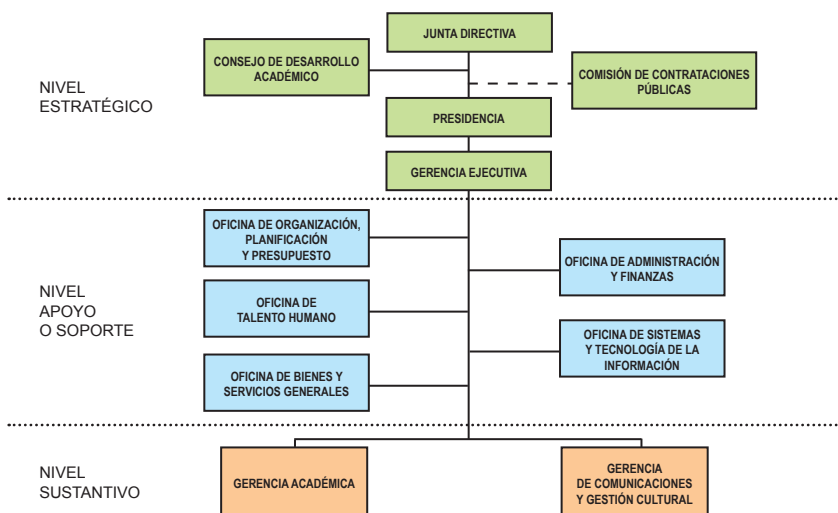 JUNTA DIRECTIVA
CONSEJO DE DESARROLLO
ACADÉMICO
COMISIÓN DE CONTRATACIONES
PÚBLICAS
NIVEL
ESTRATÉGICO
PRESIDENCIA
GERENCIA EJECUTIVA
OFICINA DE ORGANIZACIÓN,
PLANIFICACIÓN
Y PRESUPUESTO
OFICINA DE ADMINISTRACIÓN
Y FINANZAS
NIVEL
APOYO
O SOPORTE
OFICINA DE
TALENTO HUMANO
OFICINA DE SISTEMAS
Y TECNOLOGÍA DE LA
INFORMACIÓN
OFICINA DE BIENES Y
SERVICIOS GENERALES
NIVEL
SUSTANTIVO
GERENCIA ACADÉMICA
GERENCIA
DE COMUNICACIONES
Y GESTIÓN CULTURAL